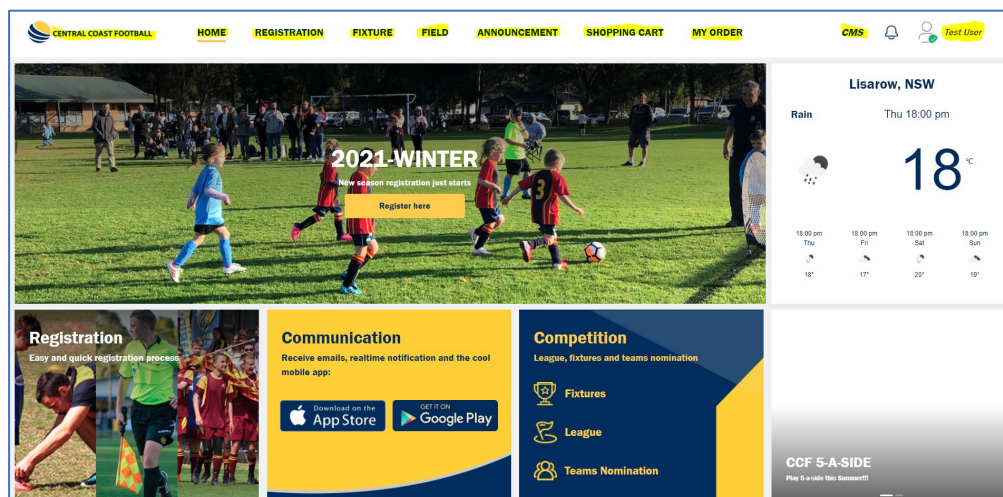 CENTRAL COAST FOOTBALL HOME REGISTRATION FIXTURE FIELD ANNOUNCEMENT SHOPPING CART MY ORDER CMS Test User
2021-WINTER
New season registration just starts
Register here
3
Lisarow, NSW
Rain Thu 18:00 pm
18 °C
18:00 pm 18:00 pm 18:00 pm 18:00 pm
Thu Fri Sat Sun
18° 17° 20° 19°
Registration
Easy and quick registration process
Communication
Receive emails, realtime notification and the cool
mobile app:
Download on the
App Store
GET IT ON
Google Play
Competition
League, fixtures and teams nomination
Fixtures
League
Teams Nomination
CCF 5-A-SIDE
Play 5-a-side this Summer!!!